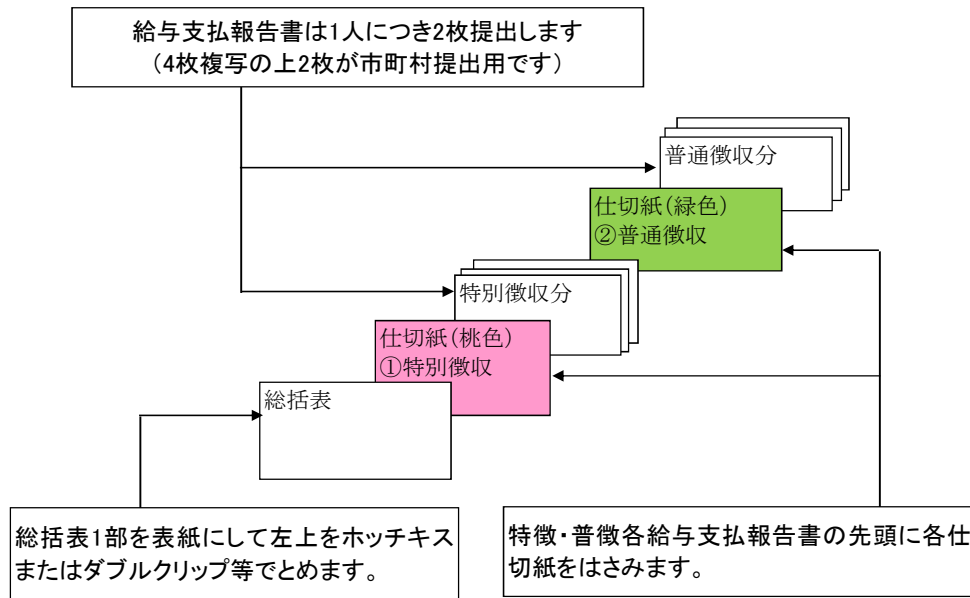 給与支払報告書は1人につき2枚提出します
（4枚複写の上2枚が市町村提出用です）
普通徴収分
仕切紙（緑色）
②普通徴収
特別徴収分
仕切紙（桃色）
①特別徴収
総括表
総括表1部を表紙にして左上をホッチキス
またはダブルクリップ等でとめます。
特徴・普徴各給与支払報告書の先頭に各仕
切紙をはさみます。